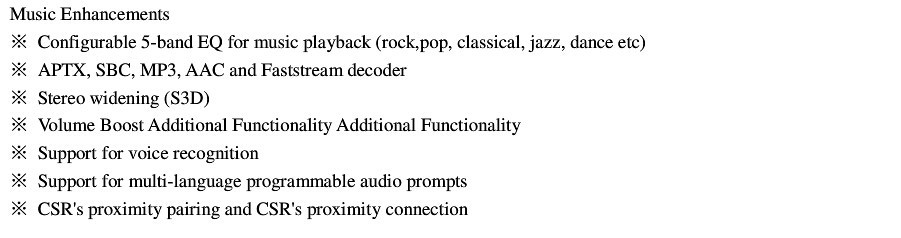 Music Enhancements
※ Configurable 5-band EQ for music playback (rock,pop, classical, jazz, dance etc)
※ APTX, SBC, MP3, AAC and Faststream decoder
※ Stereo widening (S3D)
※ Volume Boost Additional Functionality Additional Functionality
※ Support for voice recognition
※ Support for multi-language programmable audio prompts
※ CSR's proximity pairing and CSR's proximity connection